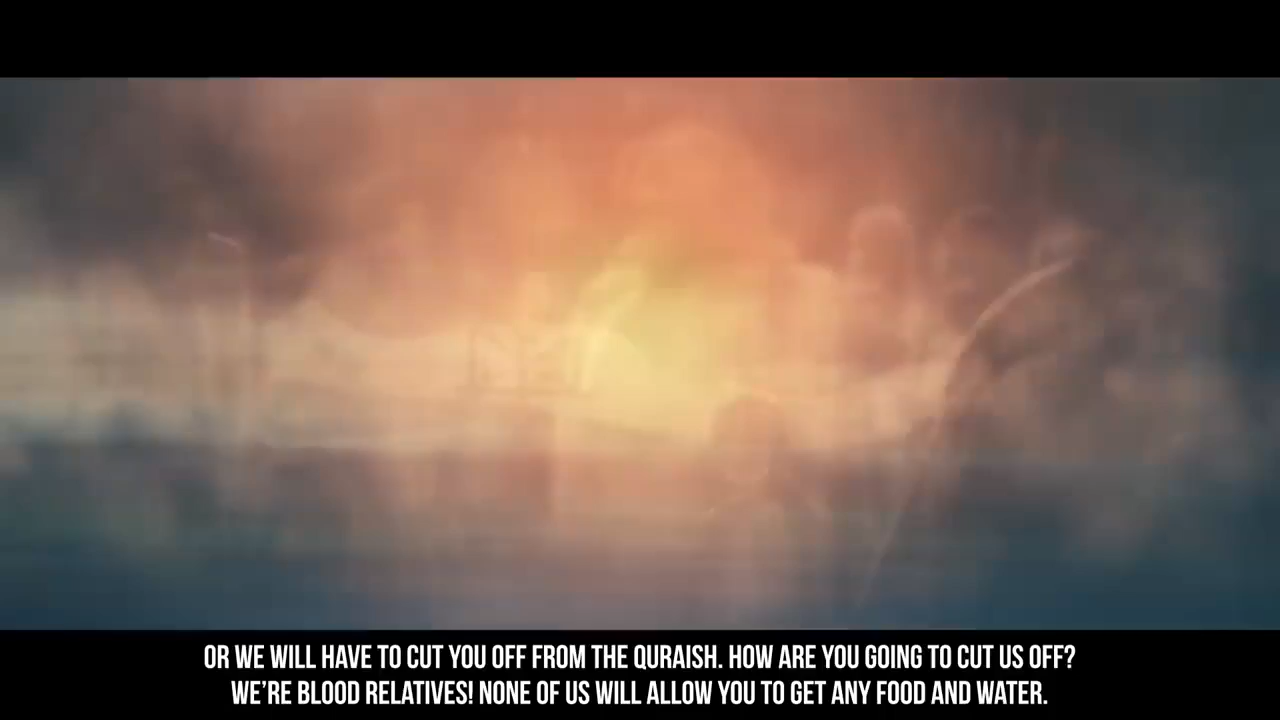 OR WE WILL HAVE TO CUT YOU OFF FROM THE QURAISH. HOW ARE YOU GOING TO CUT US OFF?
WE'RE BLOOD RELATIVES! NONE OF US WILL ALLOW YOU TO GET ANY FOOD AND WATER.